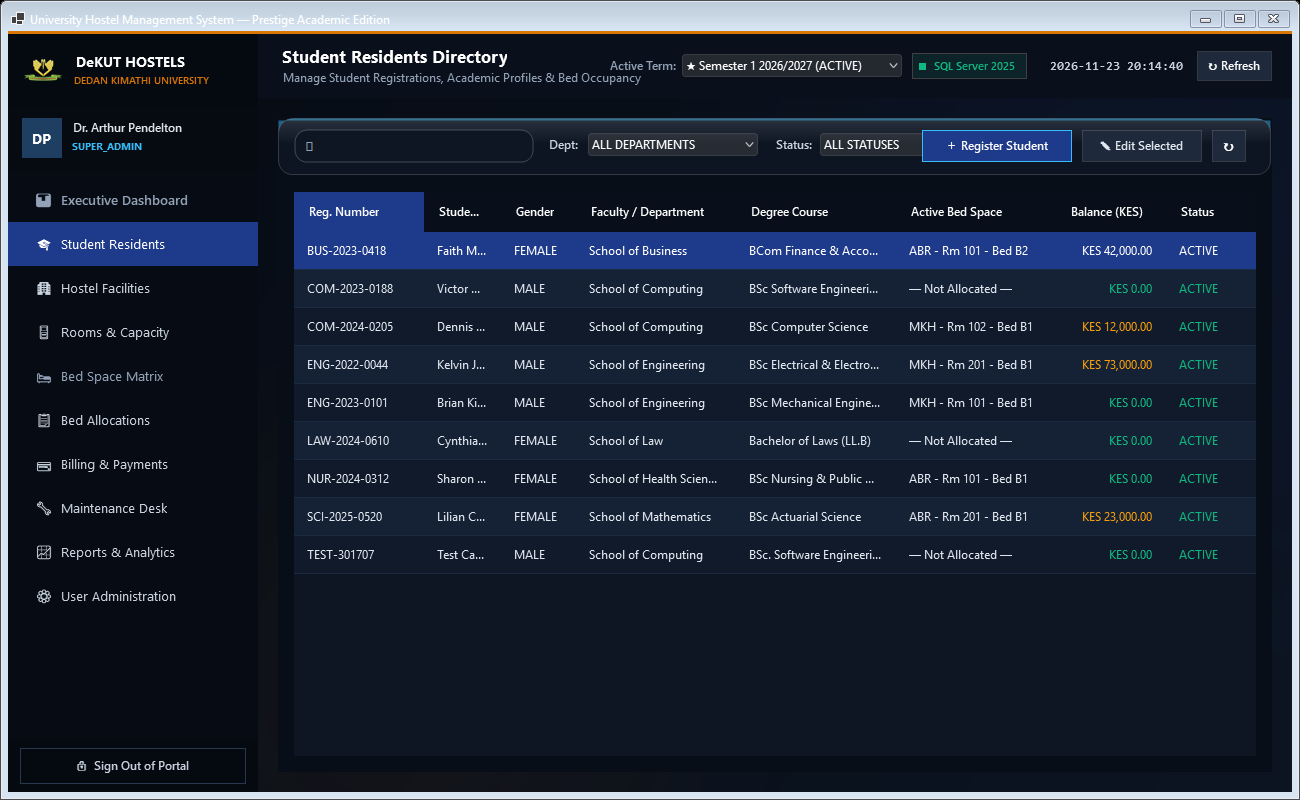 University Hostel Management System — Prestige Academic Edition
DeKUT HOSTELS
DEDAN KIMATHI UNIVERSITY
DP
Dr. Arthur Pendelton
SUPER_ADMIN
Executive Dashboard
Student Residents
Hostel Facilities
Rooms & Capacity
Bed Space Matrix
Bed Allocations
Billing & Payments
Maintenance Desk
Reports & Analytics
User Administration
Sign Out of Portal
Student Residents Directory
Manage Student Registrations, Academic Profiles & Bed Occupancy
Active Term: ★ Semester 1 2026/2027 (ACTIVE)
SQL Server 2025
2026-11-23 20:14:40
↻ Refresh
Dept: ALL DEPARTMENTS Status: ALL STATUSES + Register Student Edit Selected ↻
Reg. Number Stude... Gender Faculty / Department Degree Course Active Bed Space Balance (KES) Status
BUS-2023-0418 Faith M... FEMALE School of Business BCom Finance & Acco... ABR - Rm 101 - Bed B2 KES 42,000.00 ACTIVE
COM-2023-0188 Victor ... MALE School of Computing BSc Software Engineeri... — Not Allocated — KES 0.00 ACTIVE
COM-2024-0205 Dennis ... MALE School of Computing BSc Computer Science MKH - Rm 102 - Bed B1 KES 12,000.00 ACTIVE
ENG-2022-0044 Kelvin J... MALE School of Engineering BSc Electrical & Electro... MKH - Rm 201 - Bed B1 KES 73,000.00 ACTIVE
ENG-2023-0101 Brian Ki... MALE School of Engineering BSc Mechanical Engine... MKH - Rm 101 - Bed B1 KES 0.00 ACTIVE
LAW-2024-0610 Cynthia... FEMALE School of Law Bachelor of Laws (LL.B) — Not Allocated — KES 0.00 ACTIVE
NUR-2024-0312 Sharon ... FEMALE School of Health Scien... BSc Nursing & Public ... ABR - Rm 101 - Bed B1 KES 0.00 ACTIVE
SCI-2025-0520 Lilian C... FEMALE School of Mathematics BSc Actuarial Science ABR - Rm 201 - Bed B1 KES 23,000.00 ACTIVE
TEST-301707 Test Ca... MALE School of Computing BSc. Software Engineeri... — Not Allocated — KES 0.00 ACTIVE